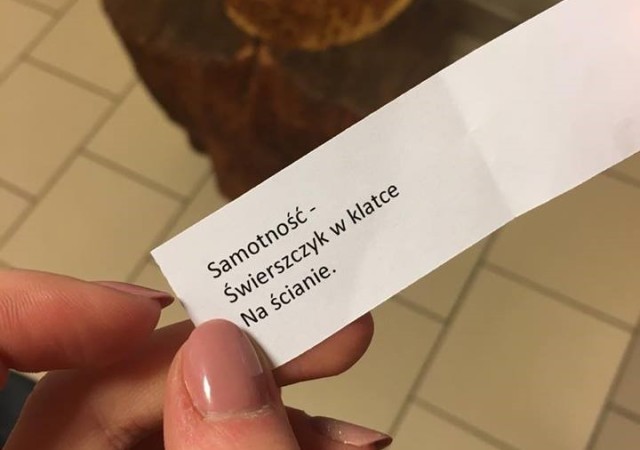 Samotność -
Świerszczyk w klatce
Na ścianie.